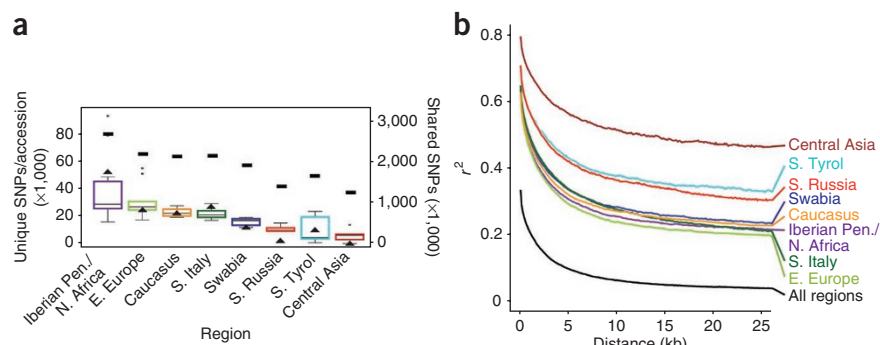 a
Unique SNPs/accession
(×1,000)
80
60
40
20
0
3,000
2,000
1,000
0
Shared SNPs (×1,000)
Iberian Pen./
N. Africa
E. Europe
Caucasus
S. Italy
Swabia
S. Russia
S. Tyrol
Central Asia
Region
b
r²
0.8
0.6
0.4
0.2
0
0
5
10
15
20
25
Distance (kb)
Central Asia
S. Tyrol
S. Russia
Swabia
Caucasus
Iberian Pen./
N. Africa
S. Italy
E. Europe
All regions